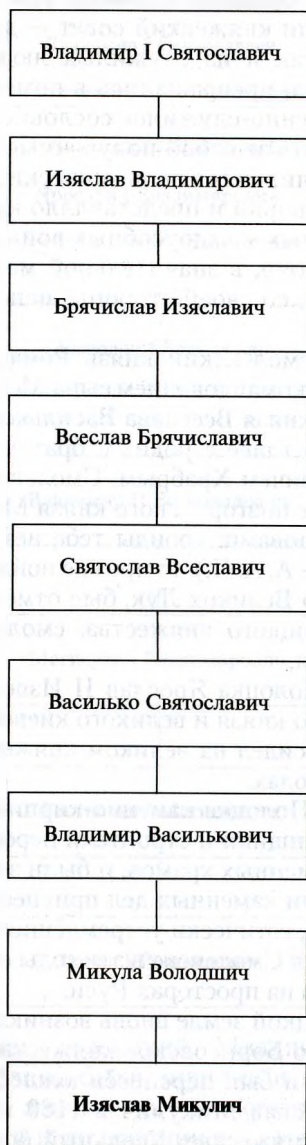 Владимир I Святославич
Изяслав Владимирович
Брячислав Изяславич
Всеслав Брячиславич
Святослав Всеславич
Василько Святославич
Владимир Василькович
Микула Володшич
Изяслав Микулич